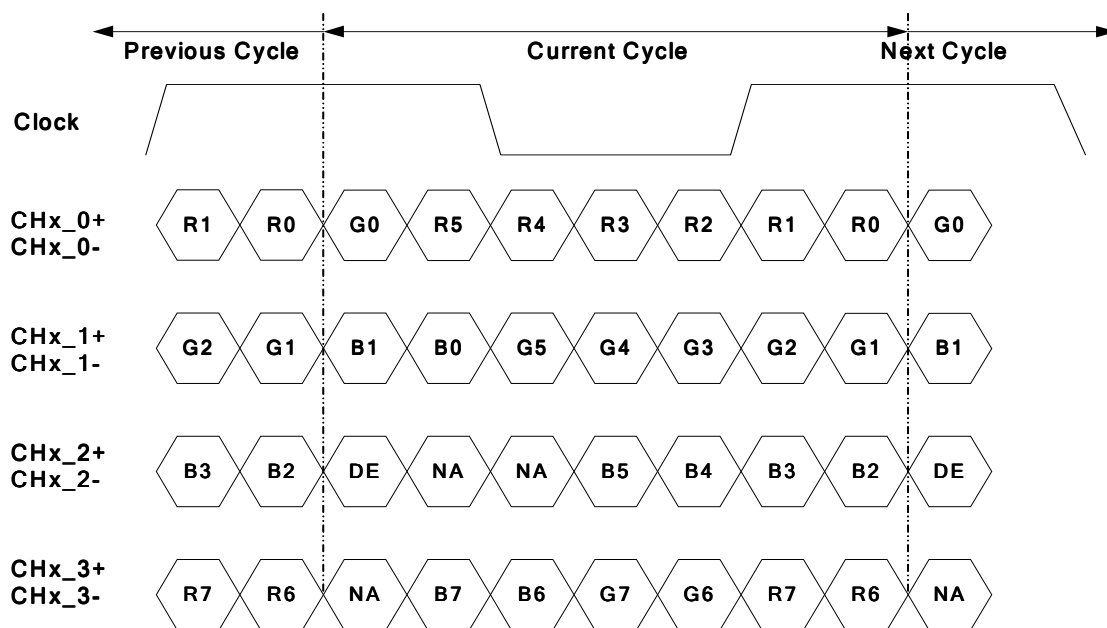 Previous Cycle Current Cycle Next Cycle
Clock
CHx_0+
CHx_0-
R1 R0 G0 R5 R4 R3 R2 R1 R0 G0
CHx_1+
CHx_1-
G2 G1 B1 B0 G5 G4 G3 G2 G1 B1
CHx_2+
CHx_2-
B3 B2 DE NA NA B5 B4 B3 B2 DE
CHx_3+
CHx_3-
R7 R6 NA B7 B6 G7 G6 R7 R6 NA